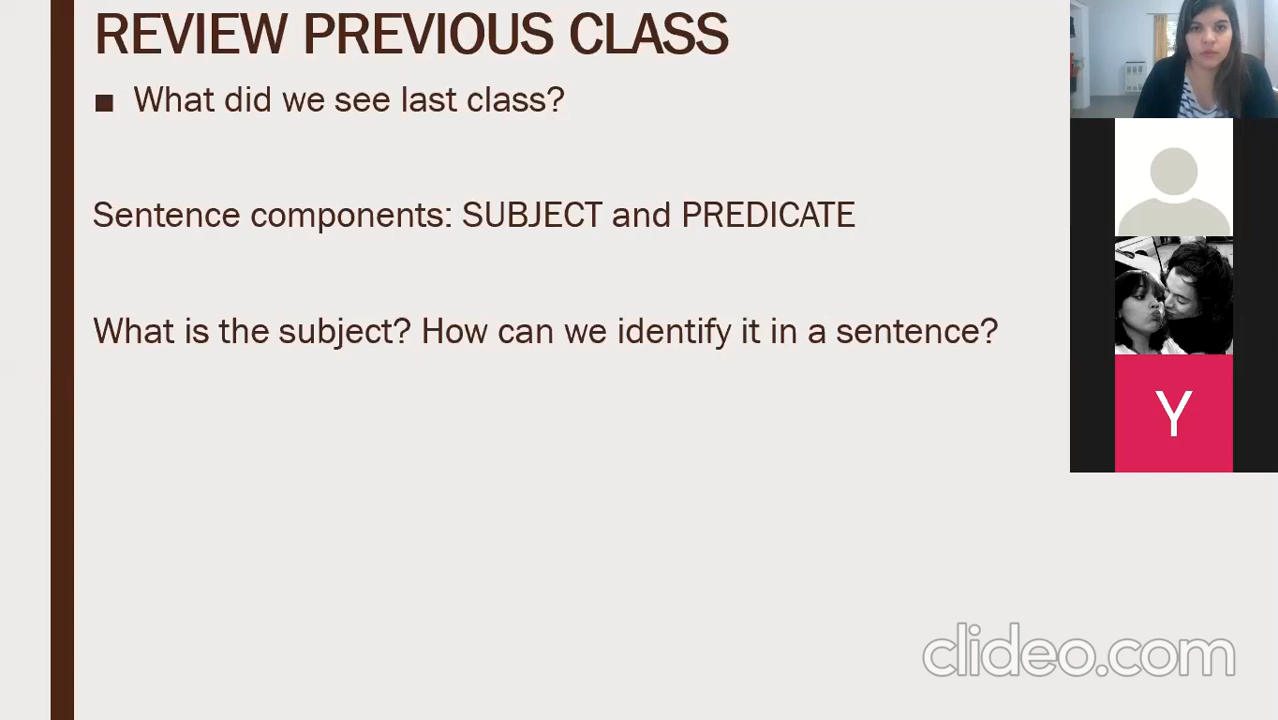 REVIEW PREVIOUS CLASS
■ What did we see last class?
Sentence components: SUBJECT and PREDICATE
What is the subject? How can we identify it in a sentence?
Y
clideo.com